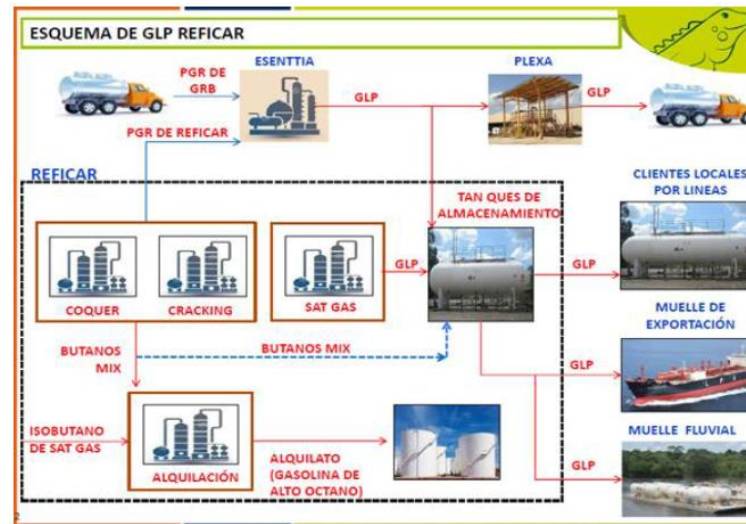 ESQUEMA DE GLP REFICAR
ESENTTIA
PLEXA
PGR DE
GRB
GLP
GLP
PGR DE REFICAR
REFICAR
CLIENTES LOCALES
POR LINEAS
TAN QUES DE
ALMACENAMIENTO
GLP
GLP
COQUER
CRACKING
SAT GAS
MUELLE DE
EXPORTACIÓN
BUTANOS
MIX
BUTANOS MIX
GLP
ISOBUTANO
DE SAT GAS
MUELLE FLUVIAL
ALQUILACIÓN
ALQUILATO
(GASOLINA DE
ALTO OCTANO)
GLP